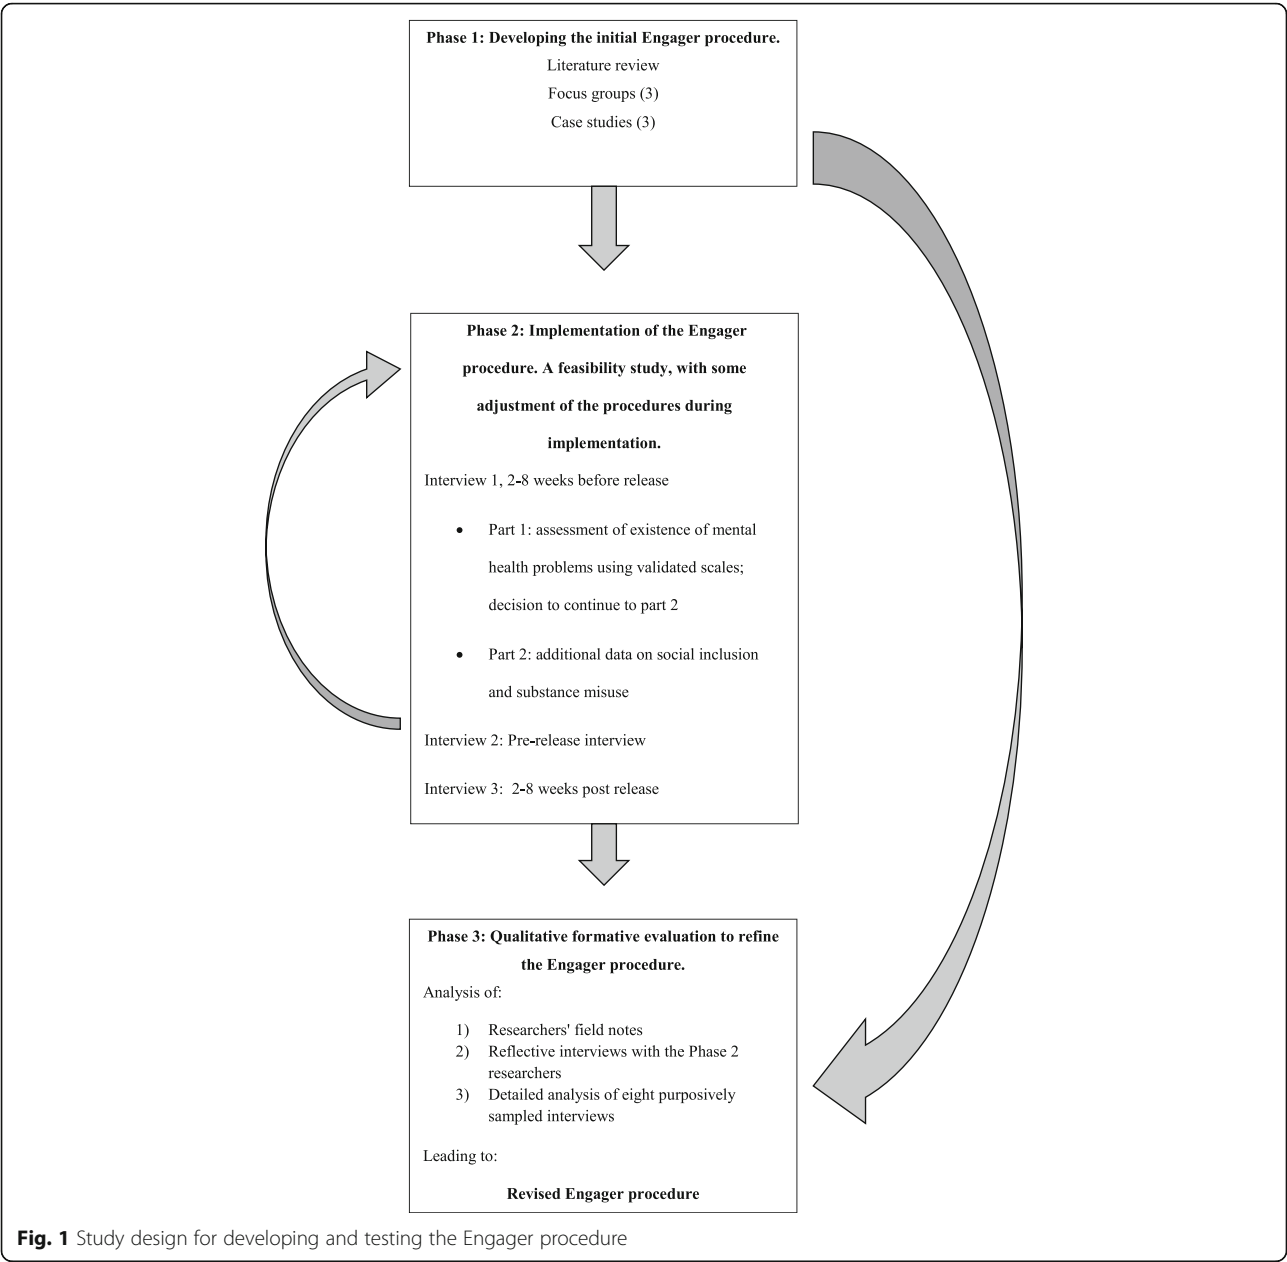 Phase 1: Developing the initial Engager procedure.
Literature review
Focus groups (3)
Case studies (3)
Phase 2: Implementation of the Engager
procedure. A feasibility study, with some
adjustment of the procedures during
implementation.
Interview 1, 2-8 weeks before release
• Part 1: assessment of existence of mental
health problems using validated scales;
decision to continue to part 2
• Part 2: additional data on social inclusion
and substance misuse
Interview 2: Pre-release interview
Interview 3: 2-8 weeks post release
Phase 3: Qualitative formative evaluation to refine
the Engager procedure.
Analysis of:
1) Researchers' field notes
2) Reflective interviews with the Phase 2
researchers
3) Detailed analysis of eight purposively
sampled interviews
Leading to:
Revised Engager procedure
Fig. 1 Study design for developing and testing the Engager procedure